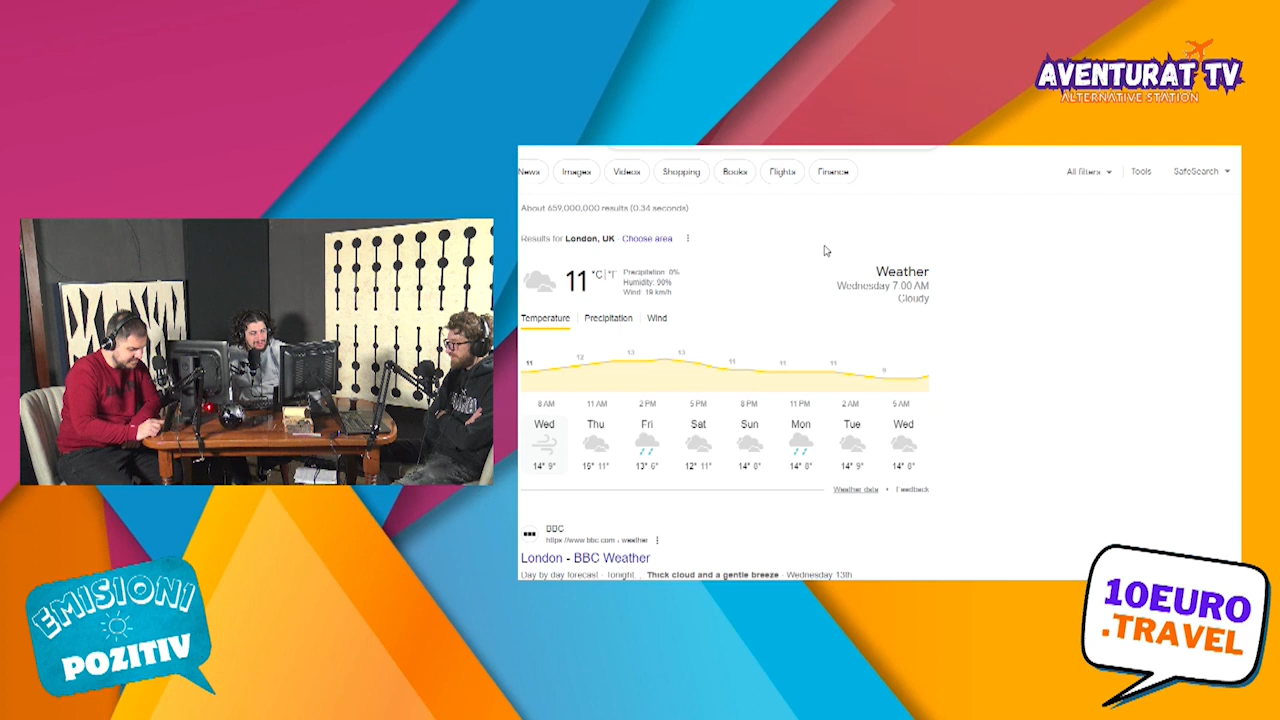 AVENTURAT TV
ALTERNATIVE STATION
News Images Videos Shopping Books Flights Finance
All filters Tools SafeSearch
About 659,000,000 results (0.34 seconds)
Results for London, UK · Choose area
11 °C | °F
Precipitation: 0%
Humidity: 90%
Wind: 19 km/h
Weather
Wednesday 7:00 AM
Cloudy
Temperature Precipitation Wind
11 12 13 13 11 11 11 9
8 AM 11 AM 2 PM 5 PM 8 PM 11 PM 2 AM 5 AM
Wed Thu Fri Sat Sun Mon Tue Wed
14° 9° 15° 11° 13° 6° 12° 11° 14° 8° 14° 8° 14° 9° 14° 8°
Weather data • Feedback
BBC
https://www.bbc.com › weather
London - BBC Weather
Day by day forecast · Tonight, , Thick cloud and a gentle breeze · Wednesday 13th
EMISIONI
POZITIV
10EURO
.TRAVEL